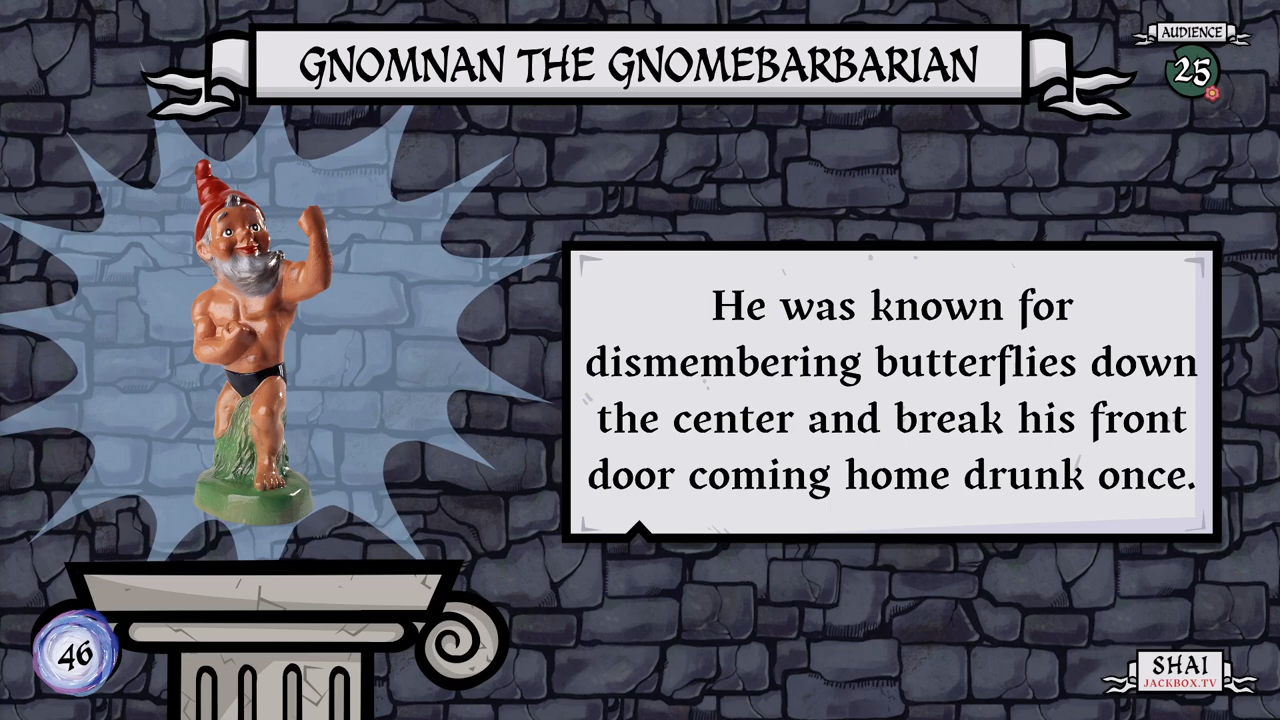 GNOMNAN THE GNOMEBARBARIAN
AUDIENCE
25
He was known for
dismembering butterflies down
the center and break his front
door coming home drunk once.
46
SHAI
JACKBOX.TV